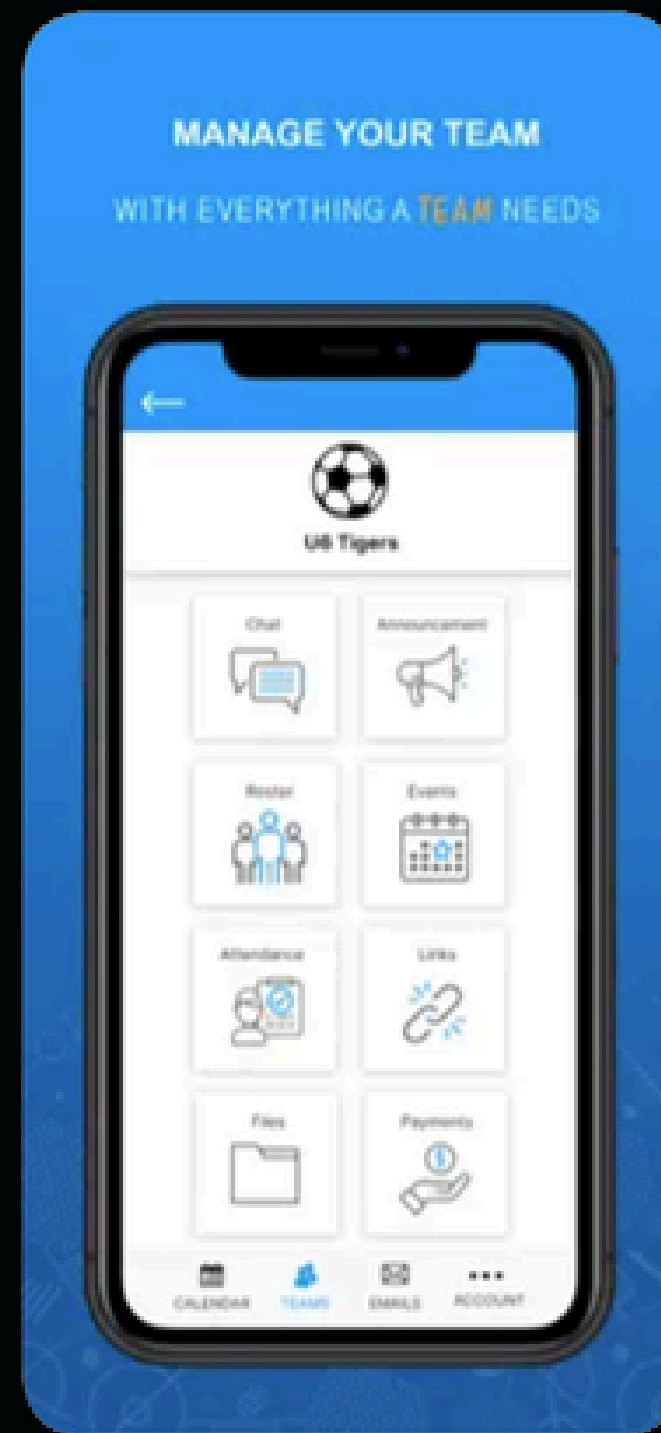 MANAGE YOUR TEAM
WITH EVERYTHING A TEAM NEEDS
U6 Tigers
Chat
Announcement
Roster
Events
Attendance
Links
Files
Payments
CALENDAR
TEAMS
EMAILS
ACCOUNT